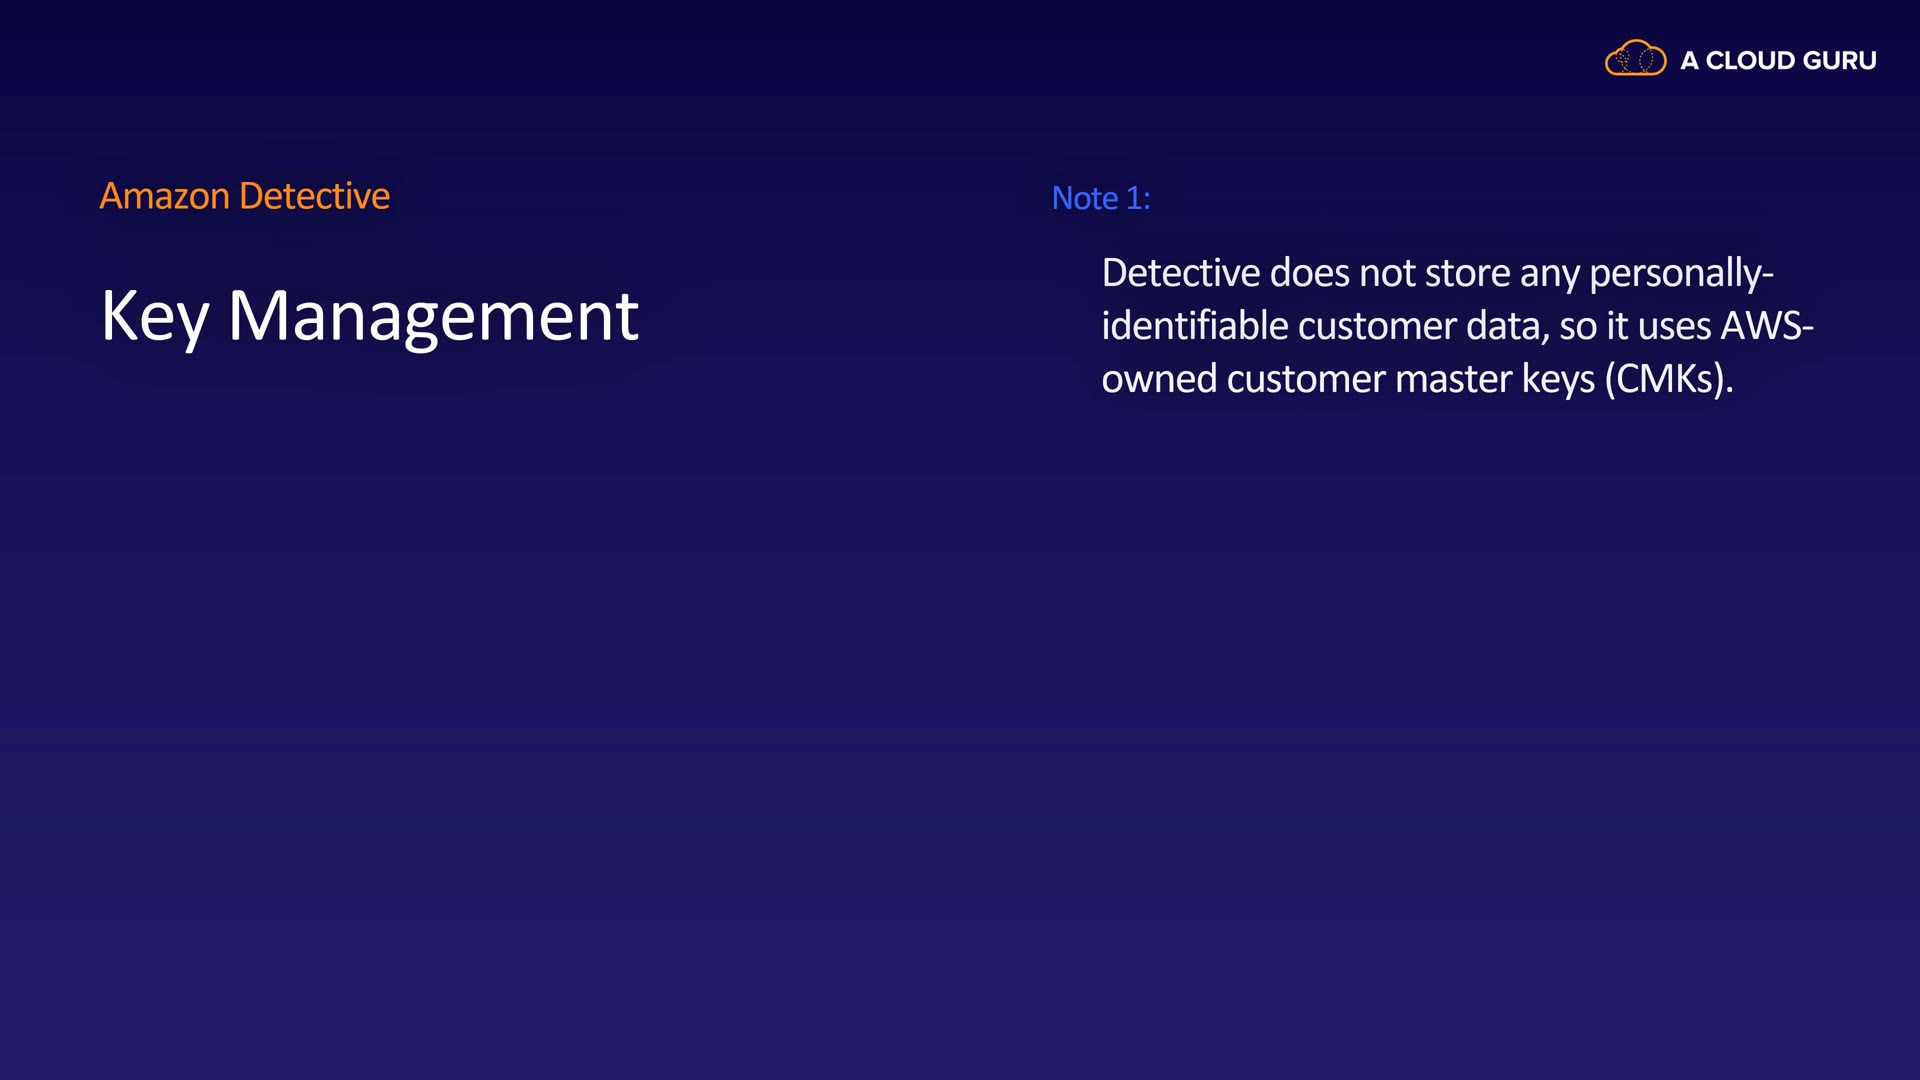 A CLOUD GURU
Amazon Detective
Key Management
Note 1:
Detective does not store any personally-
identifiable customer data, so it uses AWS-
owned customer master keys (CMKs).